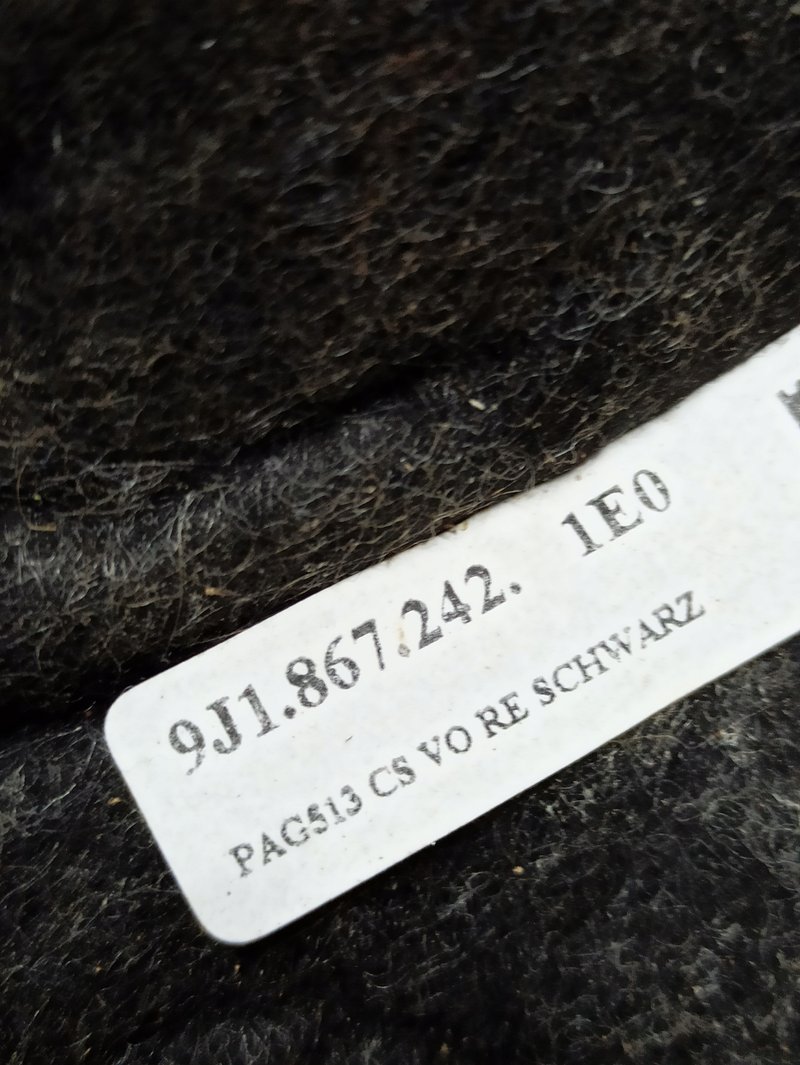 9J1.867.242. 1E0
PAG513 CS VO RE SCHWARZ